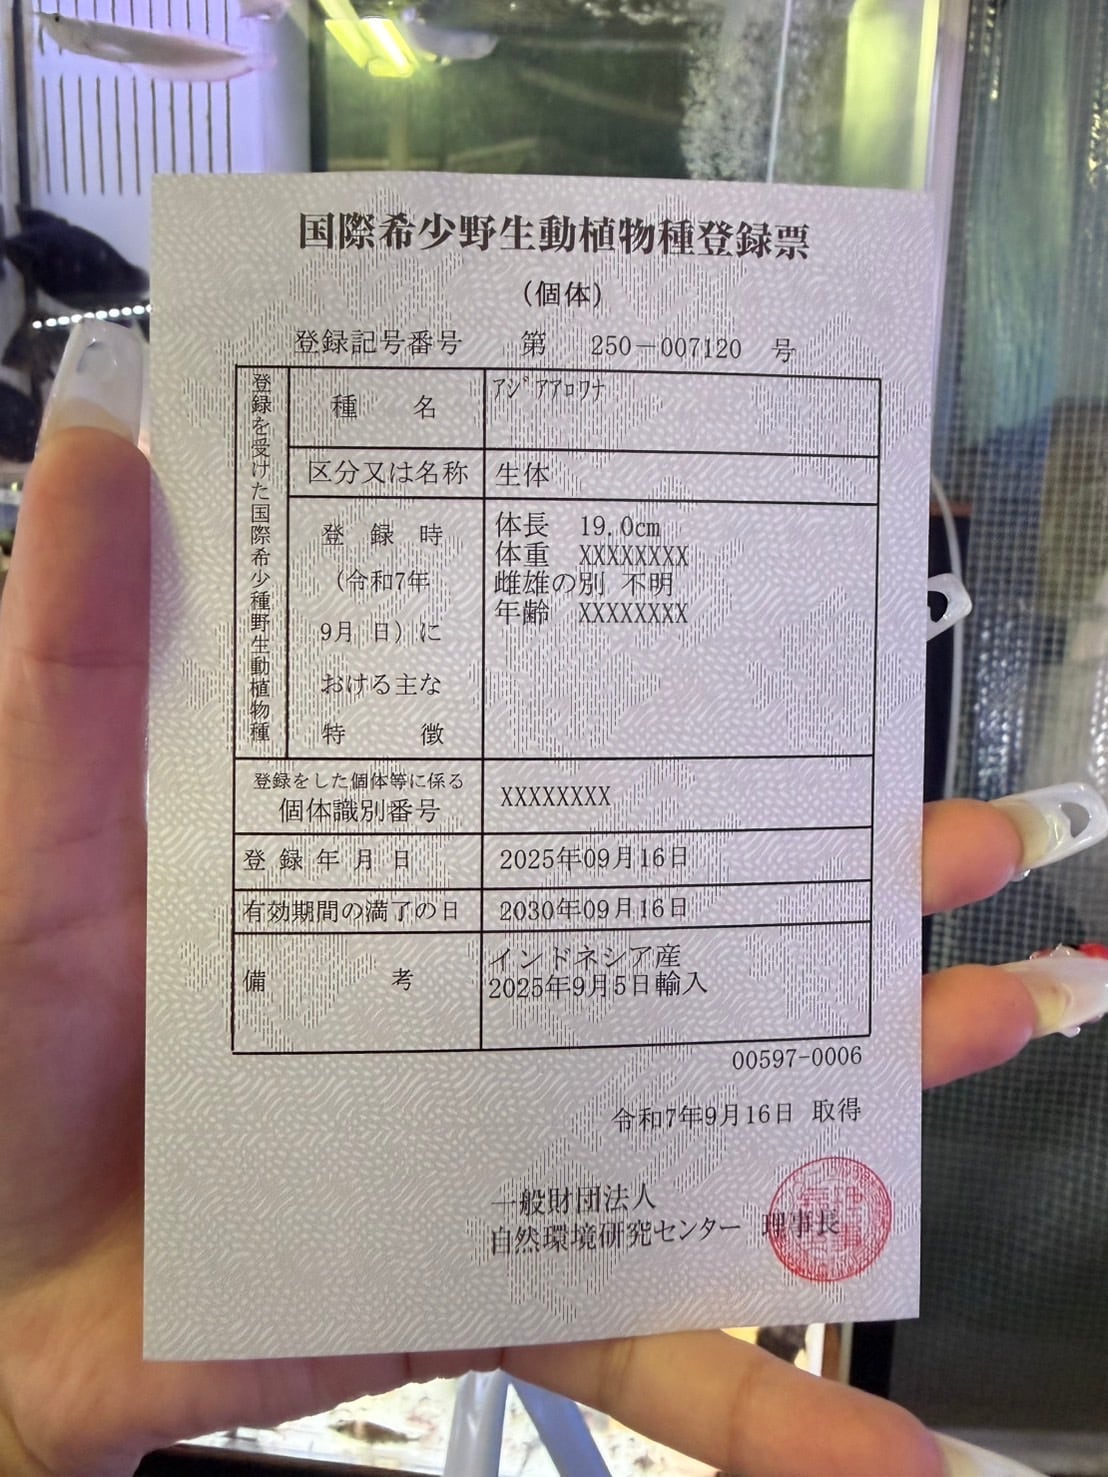 国際希少野生動植物種登録票
(個体)
登録記号番号 第 250－007120 号
登録を受けた国際希少種野生動植物種
種 名 アジアアロワナ
区分又は名称 生体
登 録 時
(令和7年
9月 日)に
おける主な
特 徴
体長 19.0cm
体重 XXXXXXXX
雌雄の別 不明
年齢 XXXXXXXX
登録をした個体等に係る
個体識別番号 XXXXXXXX
登 録 年 月 日 2025年09月16日
有効期間の満了の日 2030年09月16日
備 考
インドネシア産
2025年9月5日輸入
00597-0006
令和7年9月16日 取得
一般財団法人
自然環境研究センター 理事長